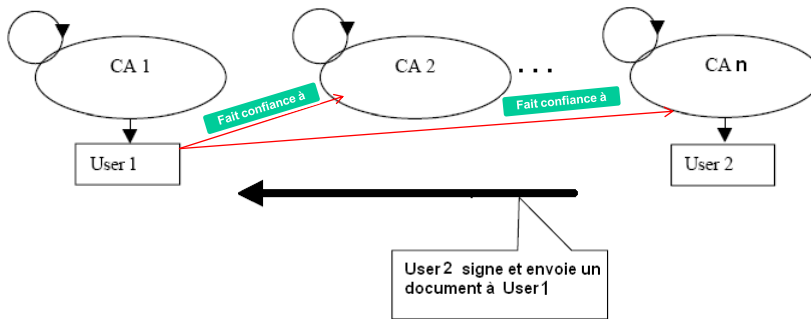 CA 1
CA 2
. . .
CA n
Fait confiance à
Fait confiance à
User 1
User 2
User 2 signe et envoie un
document à User 1